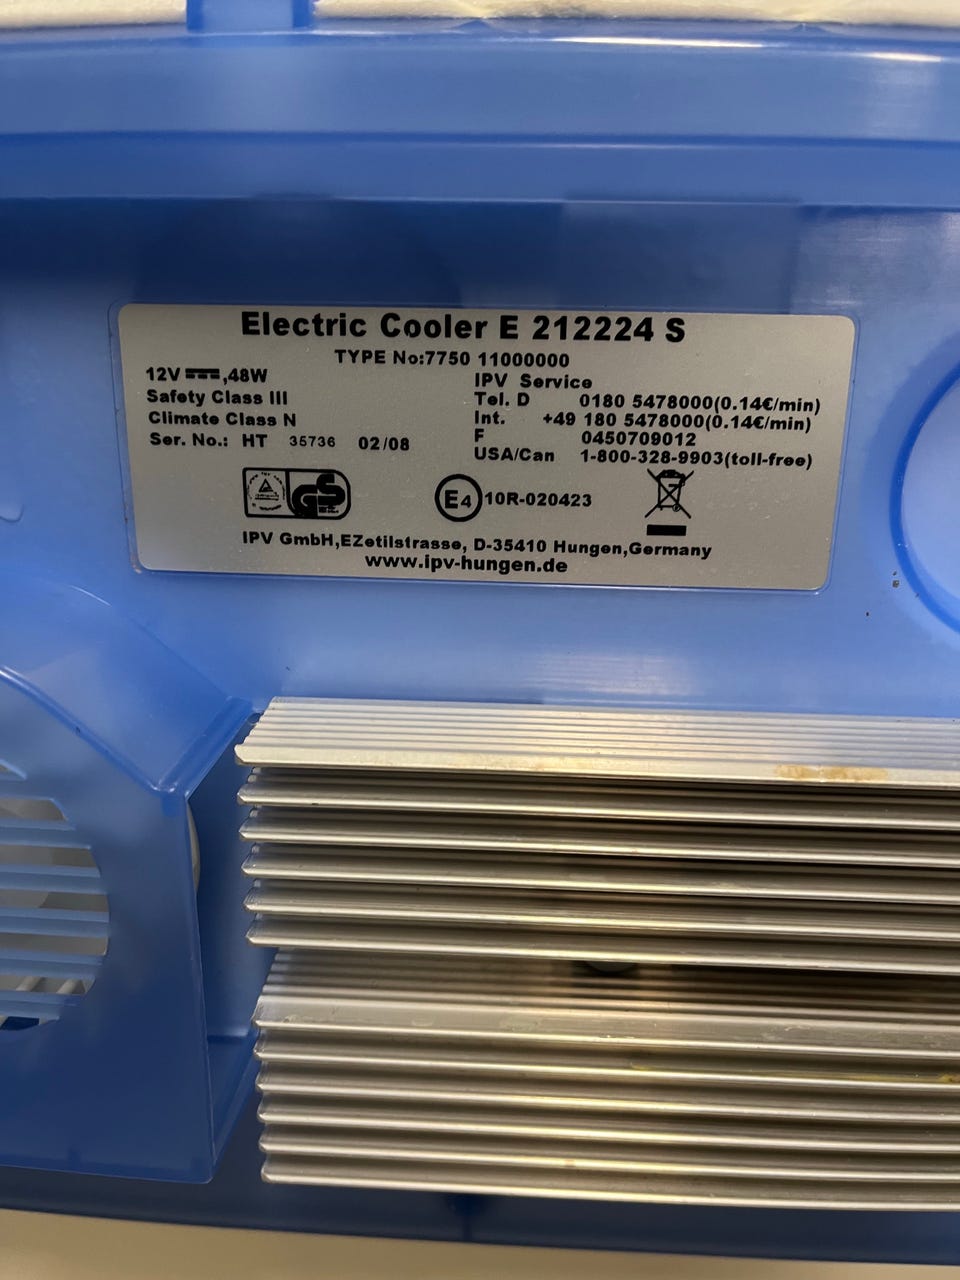 Electric Cooler E 212224 S
TYPE No:7750 11000000
12V ,48W
Safety Class III
Climate Class N
Ser. No.: HT 35736 02/08
IPV Service
Tel. D 0180 5478000(0.14€/min)
Int. +49 180 5478000(0.14€/min)
F 0450709012
USA/Can 1-800-328-9903(toll-free)
GS
E4 10R-020423
IPV GmbH,EZetilstrasse, D-35410 Hungen,Germany
www.ipv-hungen.de